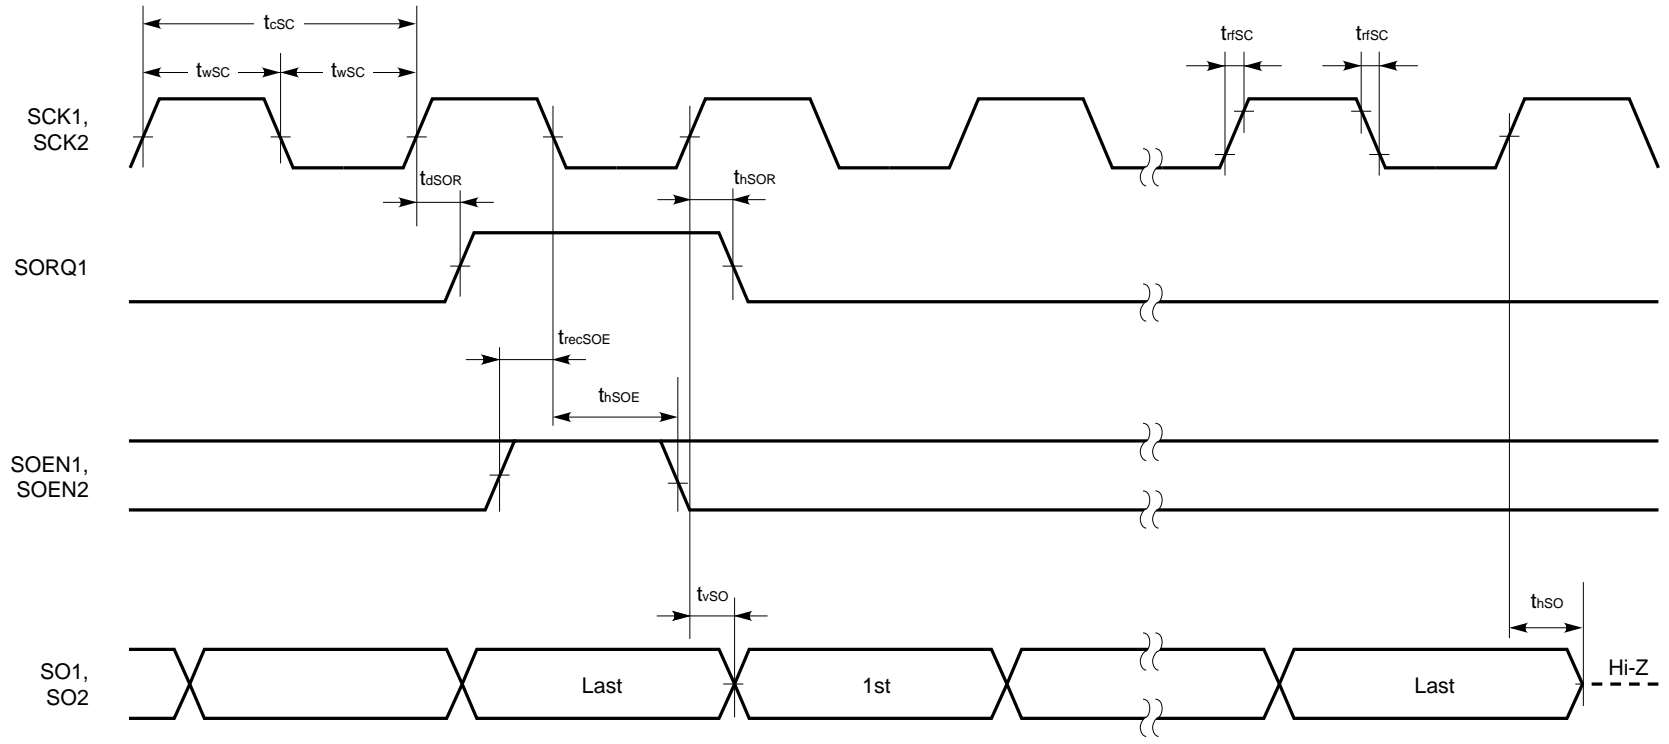 tcSC
twSC twSC
trfSC trfSC
SCK1,
SCK2
tdSOR thSOR
SORQ1
trecSOE
thSOE
SOEN1,
SOEN2
tvSO thSO
SO1,
SO2
Last 1st Last Hi-Z